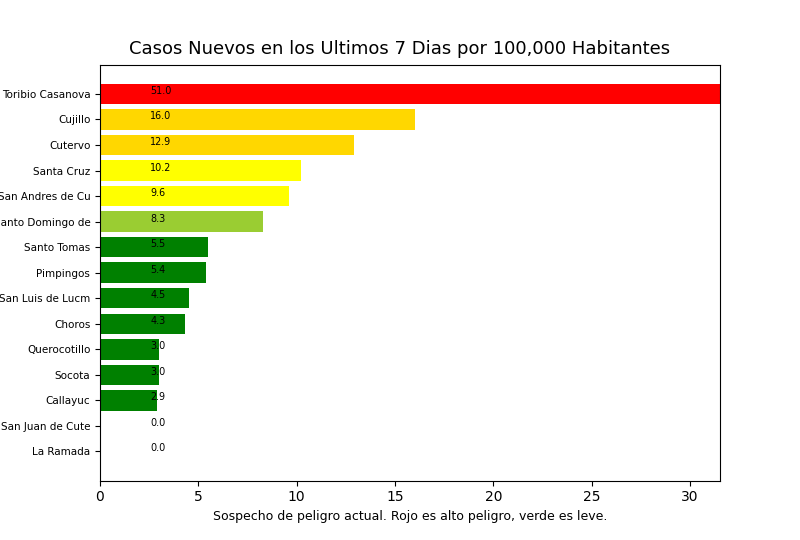 Casos Nuevos en los Ultimos 7 Dias por 100,000 Habitantes
Toribio Casanova 51.0
Cujillo 16.0
Cutervo 12.9
Santa Cruz 10.2
San Andres de Cu 9.6
anto Domingo de 8.3
Santo Tomas 5.5
Pimpingos 5.4
San Luis de Lucm 4.5
Choros 4.3
Querocotillo 3.0
Socota 3.0
Callayuc 2.9
San Juan de Cute 0.0
La Ramada 0.0
0 5 10 15 20 25 30
Sospecho de peligro actual. Rojo es alto peligro, verde es leve.